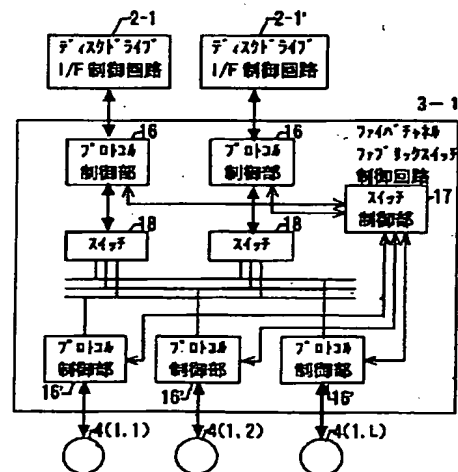 2-1
2-1'
ディスクドライブ
I/F 制御回路
ディスクドライブ
I/F 制御回路
3-1
16
16
ファイバチャネル
ファブリックスイッチ
制御回路
プロトコル
制御部
プロトコル
制御部
17
スイッチ
制御部
18
18
スイッチ
スイッチ
プロトコル
制御部
プロトコル
制御部
プロトコル
制御部
16'
16'
16'
4(1,1)
4(1,2)
4(1,L)